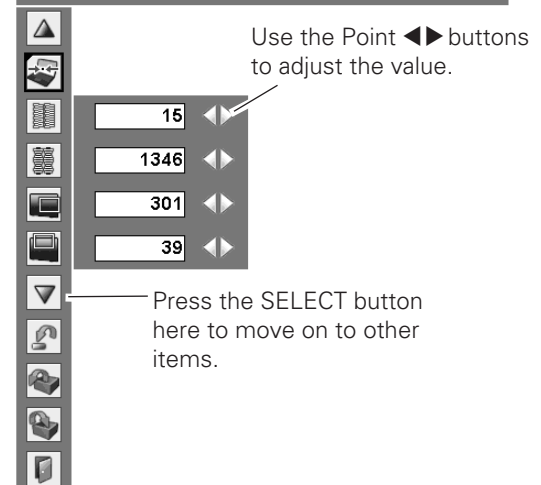 Use the Point ◀▶ buttons
to adjust the value.
15
1346
301
39
Press the SELECT button
here to move on to other
items.